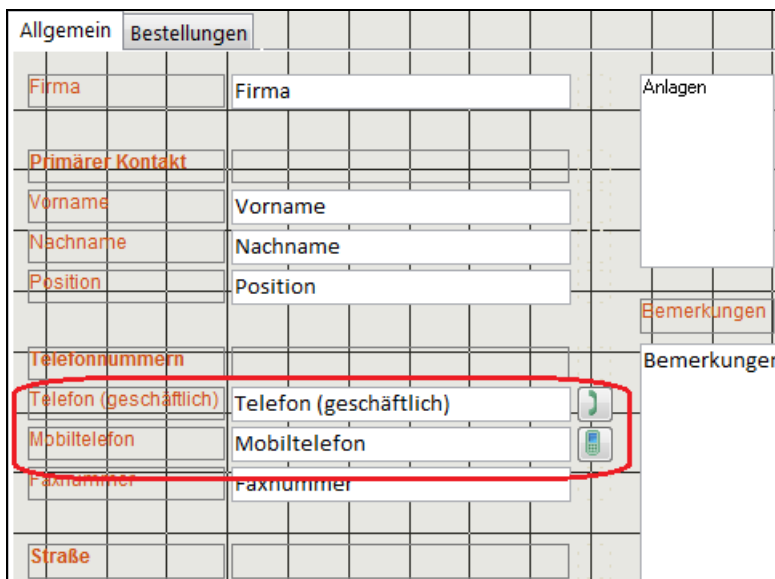 Allgemein Bestellungen
Firma Firma Anlagen
Primärer Kontakt
Vorname Vorname
Nachname Nachname
Position Position
Bemerkungen
Telefonnummern Bemerkungen
Telefon (geschäftlich) Telefon (geschäftlich)
Mobiltelefon Mobiltelefon
Faxnummer Faxnummer
Straße